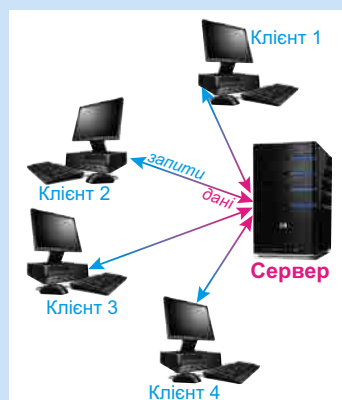 Клієнт 1
запити
Клієнт 2
дані
Сервер
Клієнт 3
Клієнт 4